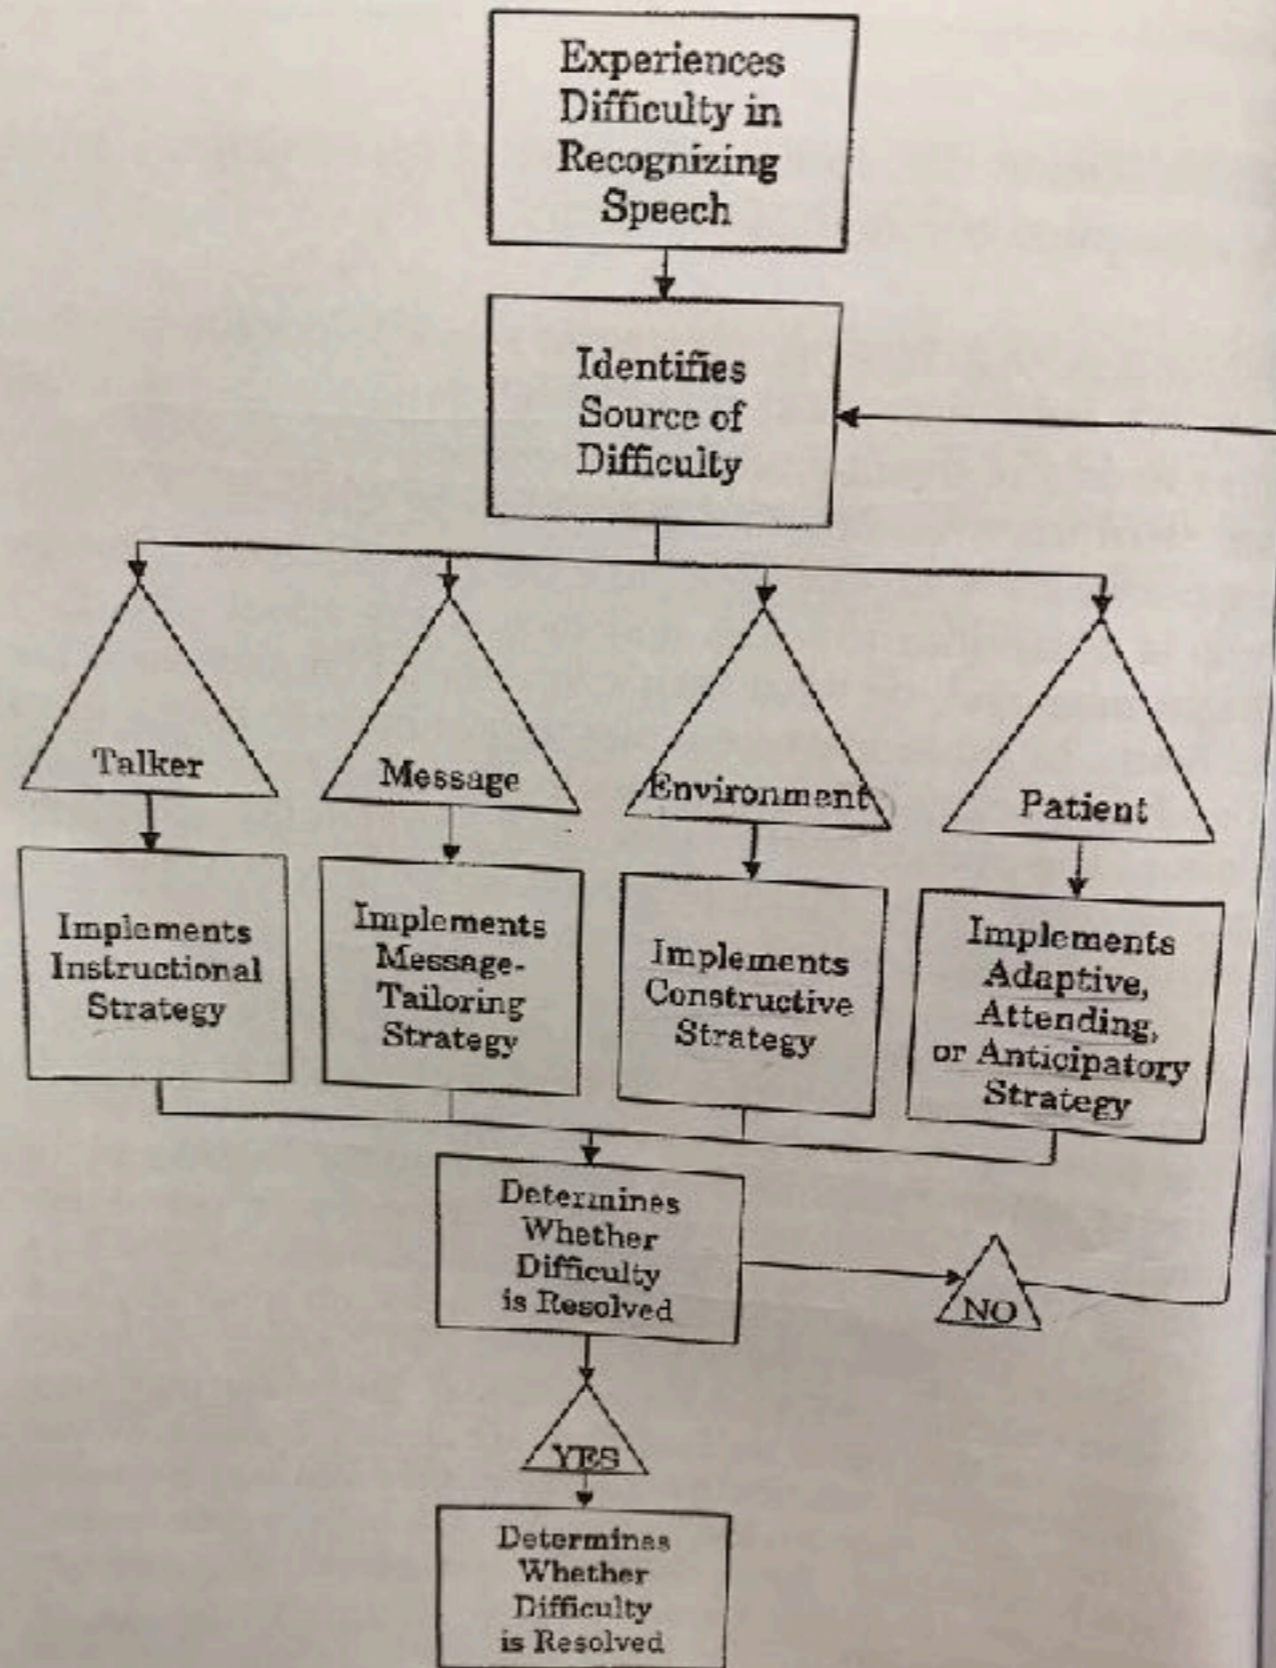 Experiences
Difficulty in
Recognizing
Speech
Identifies
Source of
Difficulty
Talker
Message
Environment
Patient
Implements
Instructional
Strategy
Implements
Message-
Tailoring
Strategy
Implements
Constructive
Strategy
Implements
Adaptive,
Attending,
or Anticipatory
Strategy
Determines
Whether
Difficulty
is Resolved
NO
YES
Determines
Whether
Difficulty
is Resolved